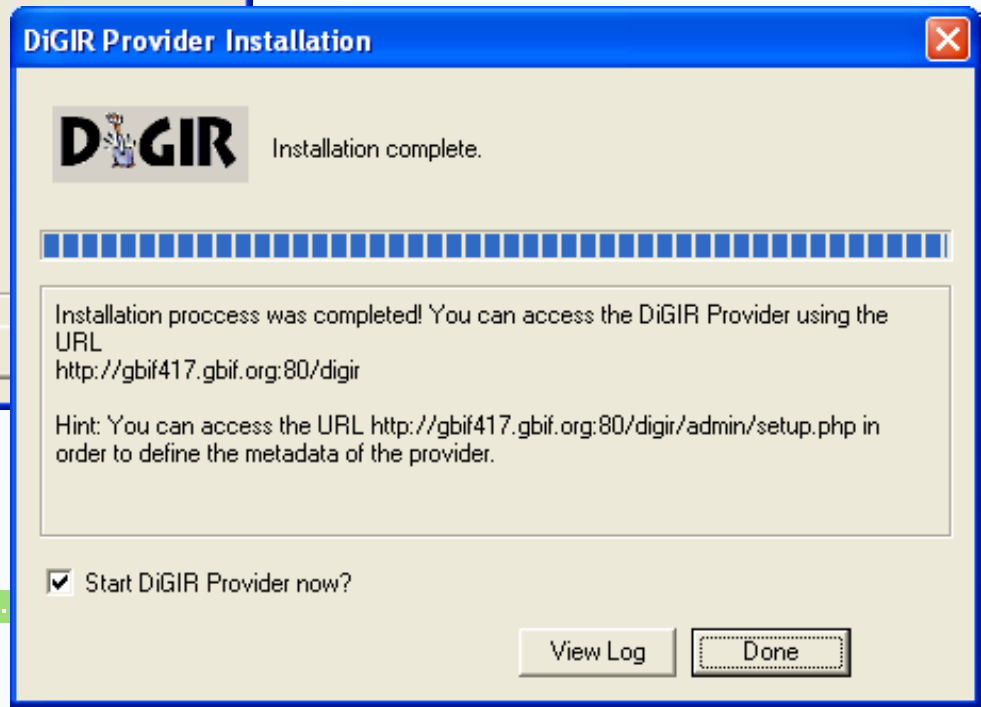 DiGIR Provider Installation
DiGIR
Installation complete.
Installation proccess was completed! You can access the DiGIR Provider using the
URL
http://gbif417.gbif.org:80/digir
Hint: You can access the URL http://gbif417.gbif.org:80/digir/admin/setup.php in
order to define the metadata of the provider.
Start DiGIR Provider now?
View Log
Done